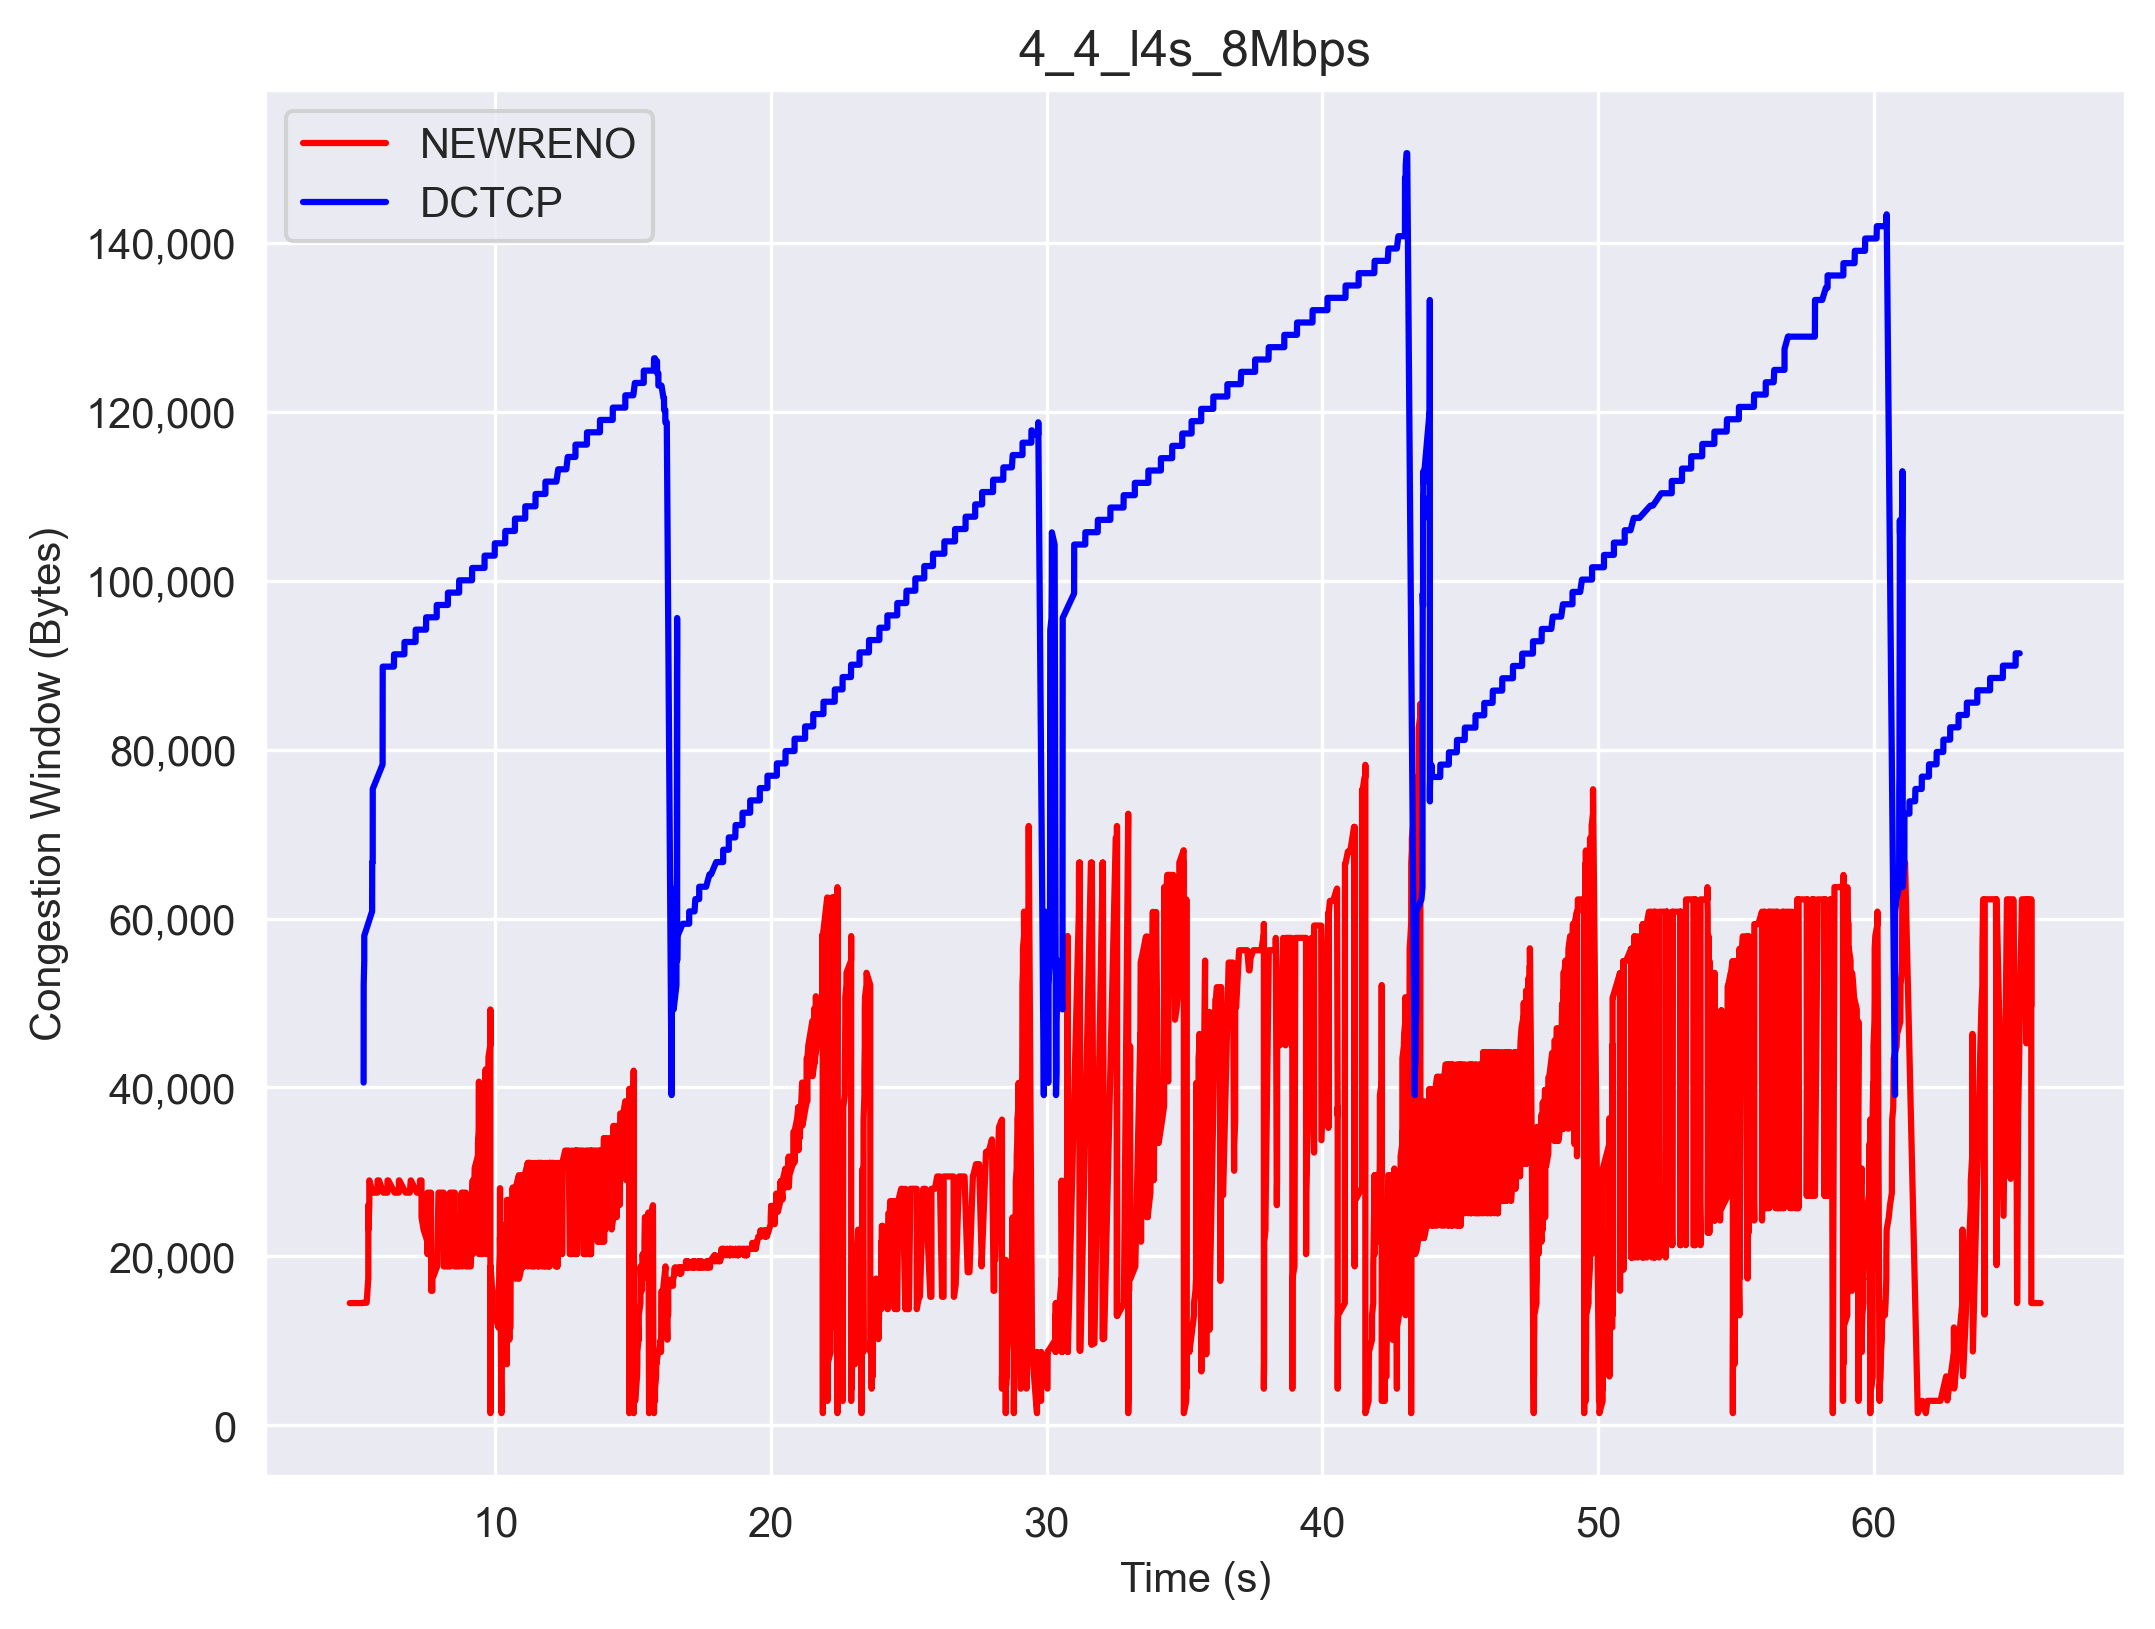 4_4_l4s_8Mbps
NEWRENO
DCTCP
Congestion Window (Bytes)
140,000
120,000
100,000
80,000
60,000
40,000
20,000
0
10 20 30 40 50 60
Time (s)